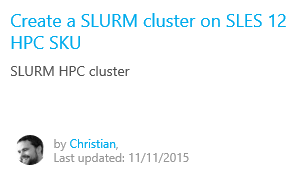 Create a SLURM cluster on SLES 12
HPC SKU
SLURM HPC cluster
by Christian,
Last updated: 11/11/2015